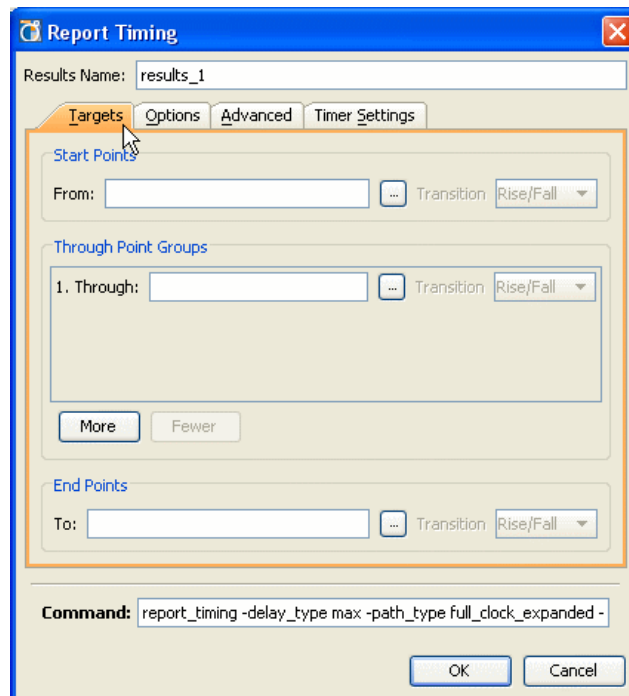 Report Timing
Results Name: results_1
Targets Options Advanced Timer Settings
Start Points
From: ... Transition Rise/Fall
Through Point Groups
1. Through: ... Transition Rise/Fall
More Fewer
End Points
To: ... Transition Rise/Fall
Command: report_timing -delay_type max -path_type full_clock_expanded -
OK Cancel